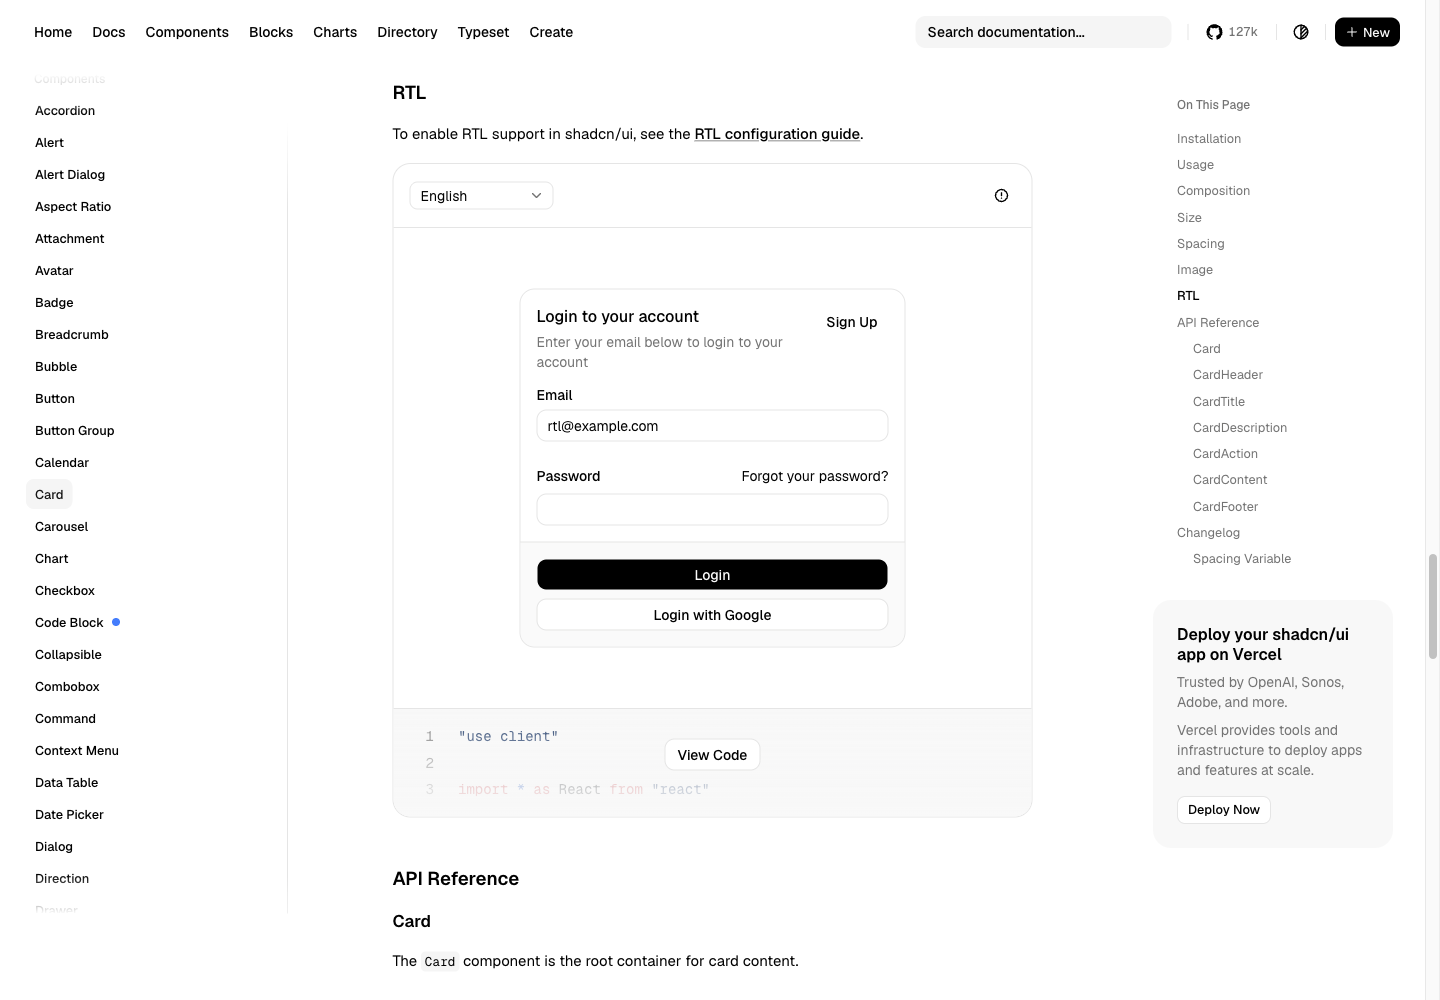 Home Docs Components Blocks Charts Directory Typeset Create
Search documentation...
127k
New
Components
Accordion
Alert
Alert Dialog
Aspect Ratio
Attachment
Avatar
Badge
Breadcrumb
Bubble
Button
Button Group
Calendar
Card
Carousel
Chart
Checkbox
Code Block
Collapsible
Combobox
Command
Context Menu
Data Table
Date Picker
Dialog
Direction
Drawer
RTL
To enable RTL support in shadcn/ui, see the RTL configuration guide.
English
Login to your account
Sign Up
Enter your email below to login to your
account
Email
rtl@example.com
Password
Forgot your password?
Login
Login with Google
1 "use client"
2
3 import * as React from "react"
View Code
API Reference
Card
The Card component is the root container for card content.
On This Page
Installation
Usage
Composition
Size
Spacing
Image
RTL
API Reference
Card
CardHeader
CardTitle
CardDescription
CardAction
CardContent
CardFooter
Changelog
Spacing Variable
Deploy your shadcn/ui
app on Vercel
Trusted by OpenAI, Sonos,
Adobe, and more.
Vercel provides tools and
infrastructure to deploy apps
and features at scale.
Deploy Now